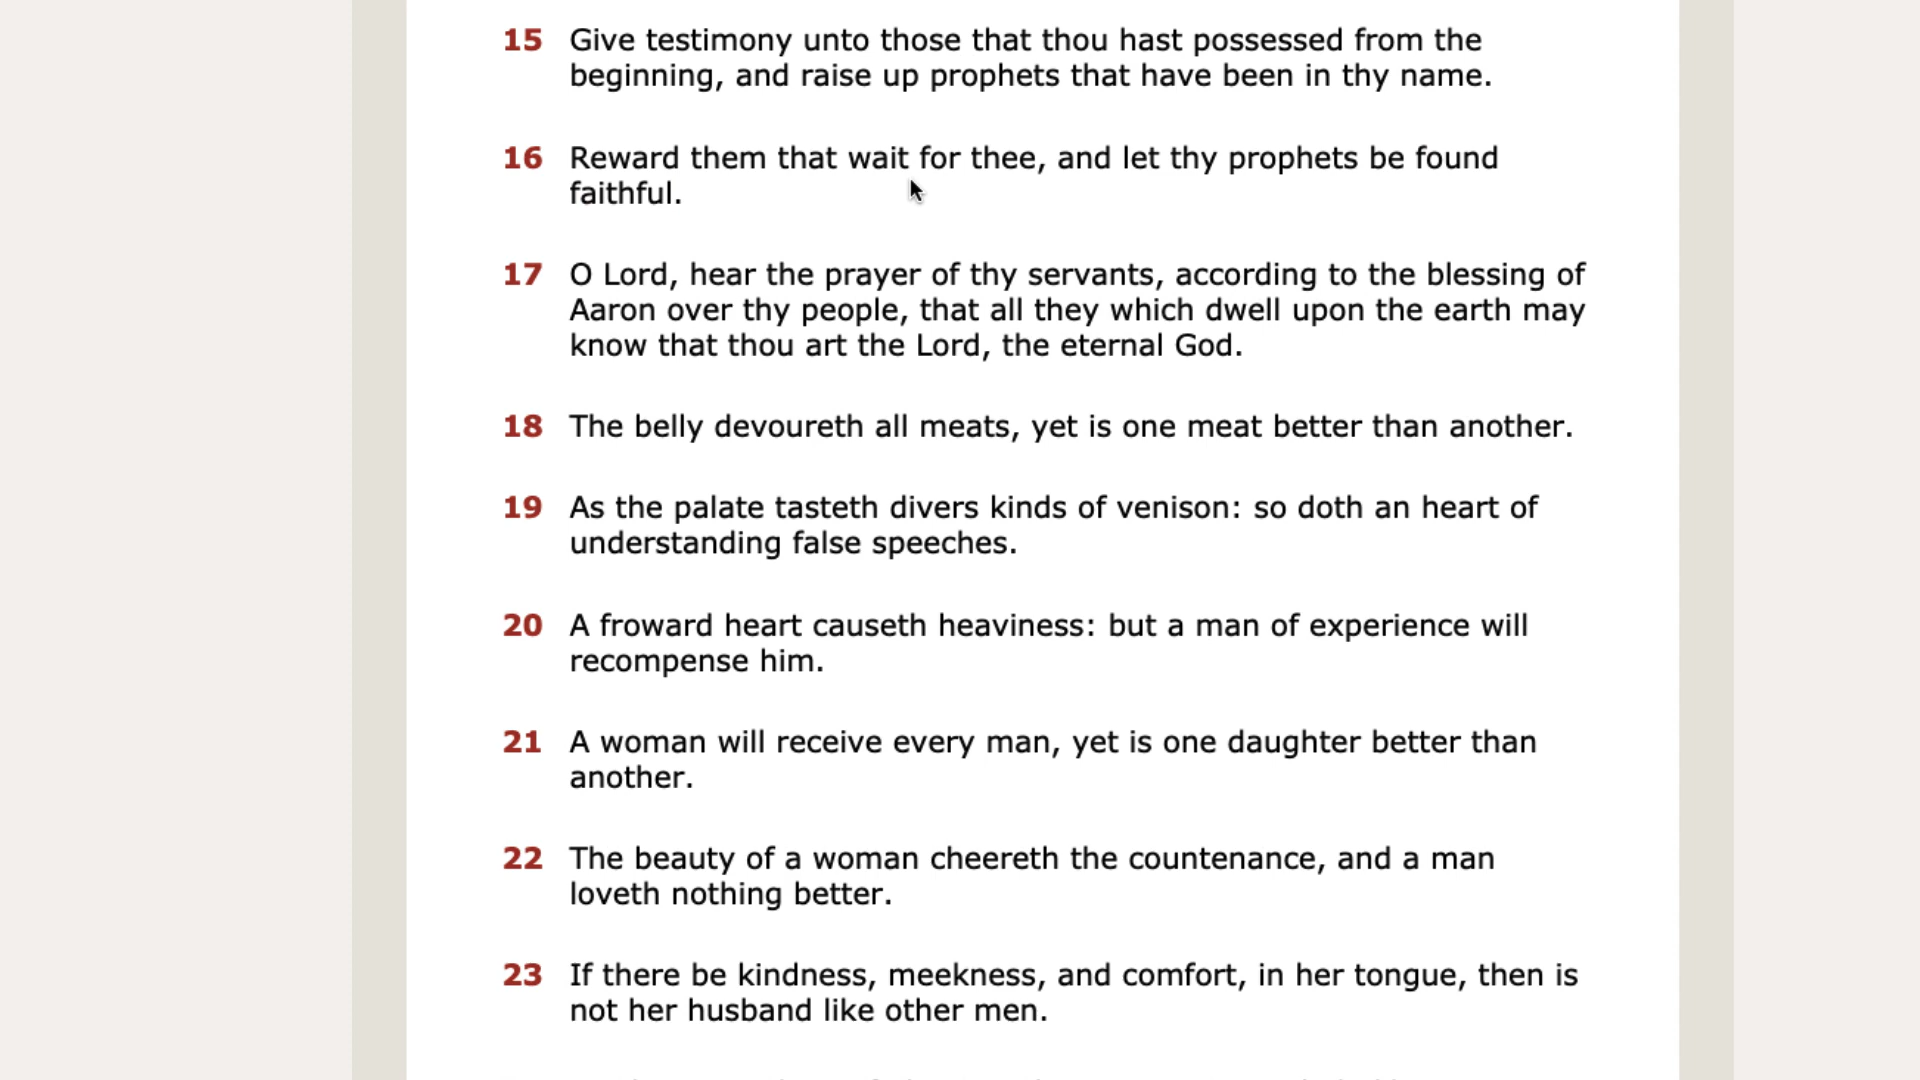 15 Give testimony unto those that thou hast possessed from the
beginning, and raise up prophets that have been in thy name.
16 Reward them that wait for thee, and let thy prophets be found
faithful.
17 O Lord, hear the prayer of thy servants, according to the blessing of
Aaron over thy people, that all they which dwell upon the earth may
know that thou art the Lord, the eternal God.
18 The belly devoureth all meats, yet is one meat better than another.
19 As the palate tasteth divers kinds of venison: so doth an heart of
understanding false speeches.
20 A froward heart causeth heaviness: but a man of experience will
recompense him.
21 A woman will receive every man, yet is one daughter better than
another.
22 The beauty of a woman cheereth the countenance, and a man
loveth nothing better.
23 If there be kindness, meekness, and comfort, in her tongue, then is
not her husband like other men.